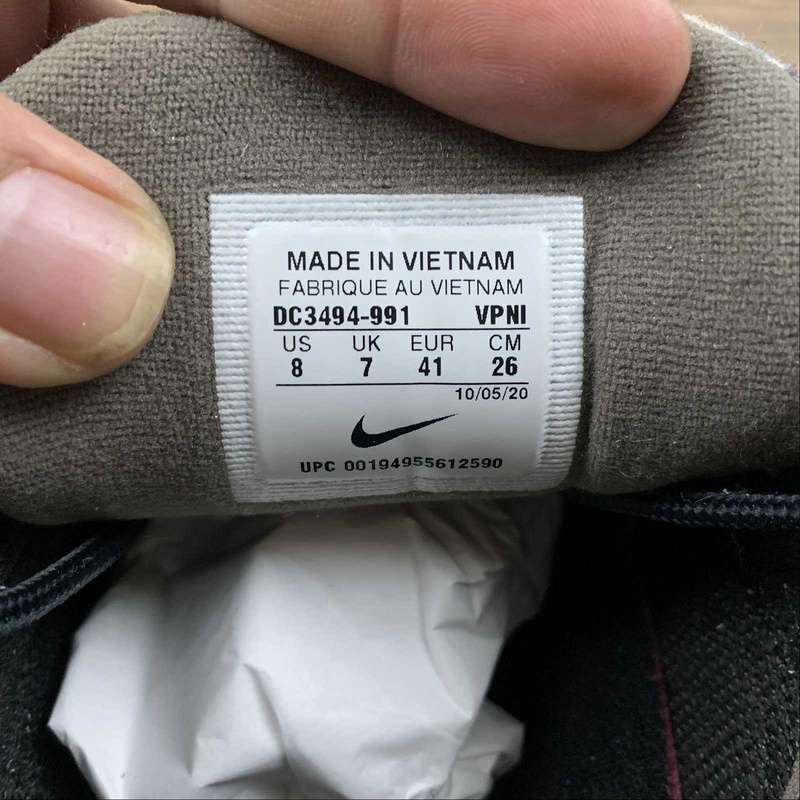 MADE IN VIETNAM
FABRIQUE AU VIETNAM
DC3494-991 VPNI
US UK EUR CM
8 7 41 26
10/05/20
UPC 00194955612590